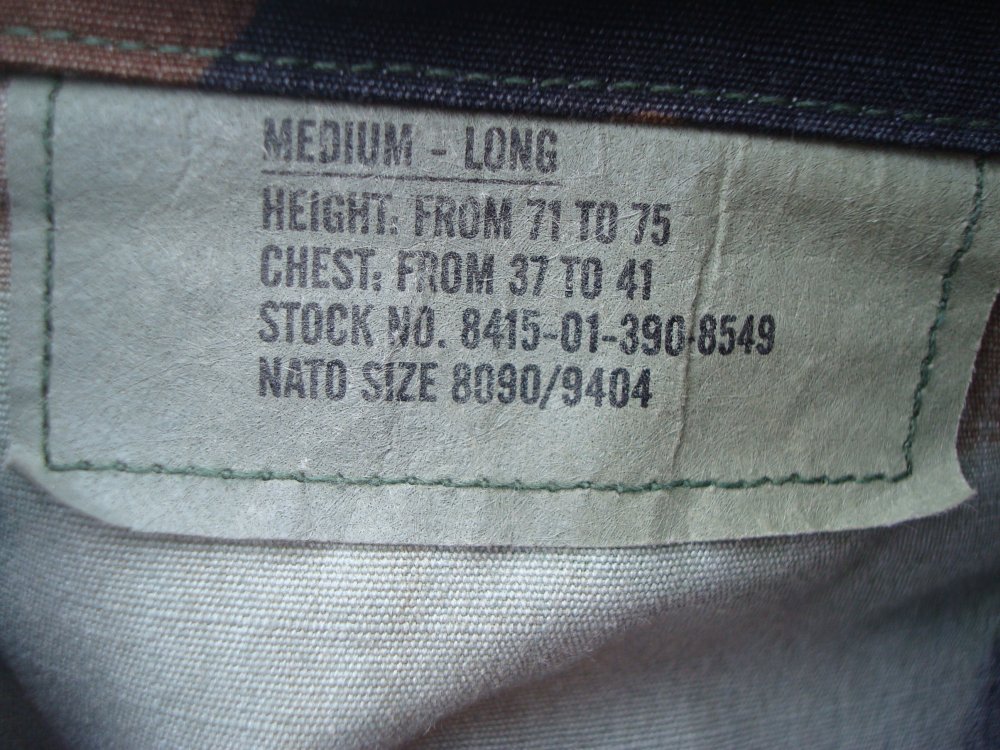 MEDIUM - LONG
HEIGHT: FROM 71 TO 75
CHEST: FROM 37 TO 41
STOCK NO. 8415-01-390-8549
NATO SIZE 8090/9404